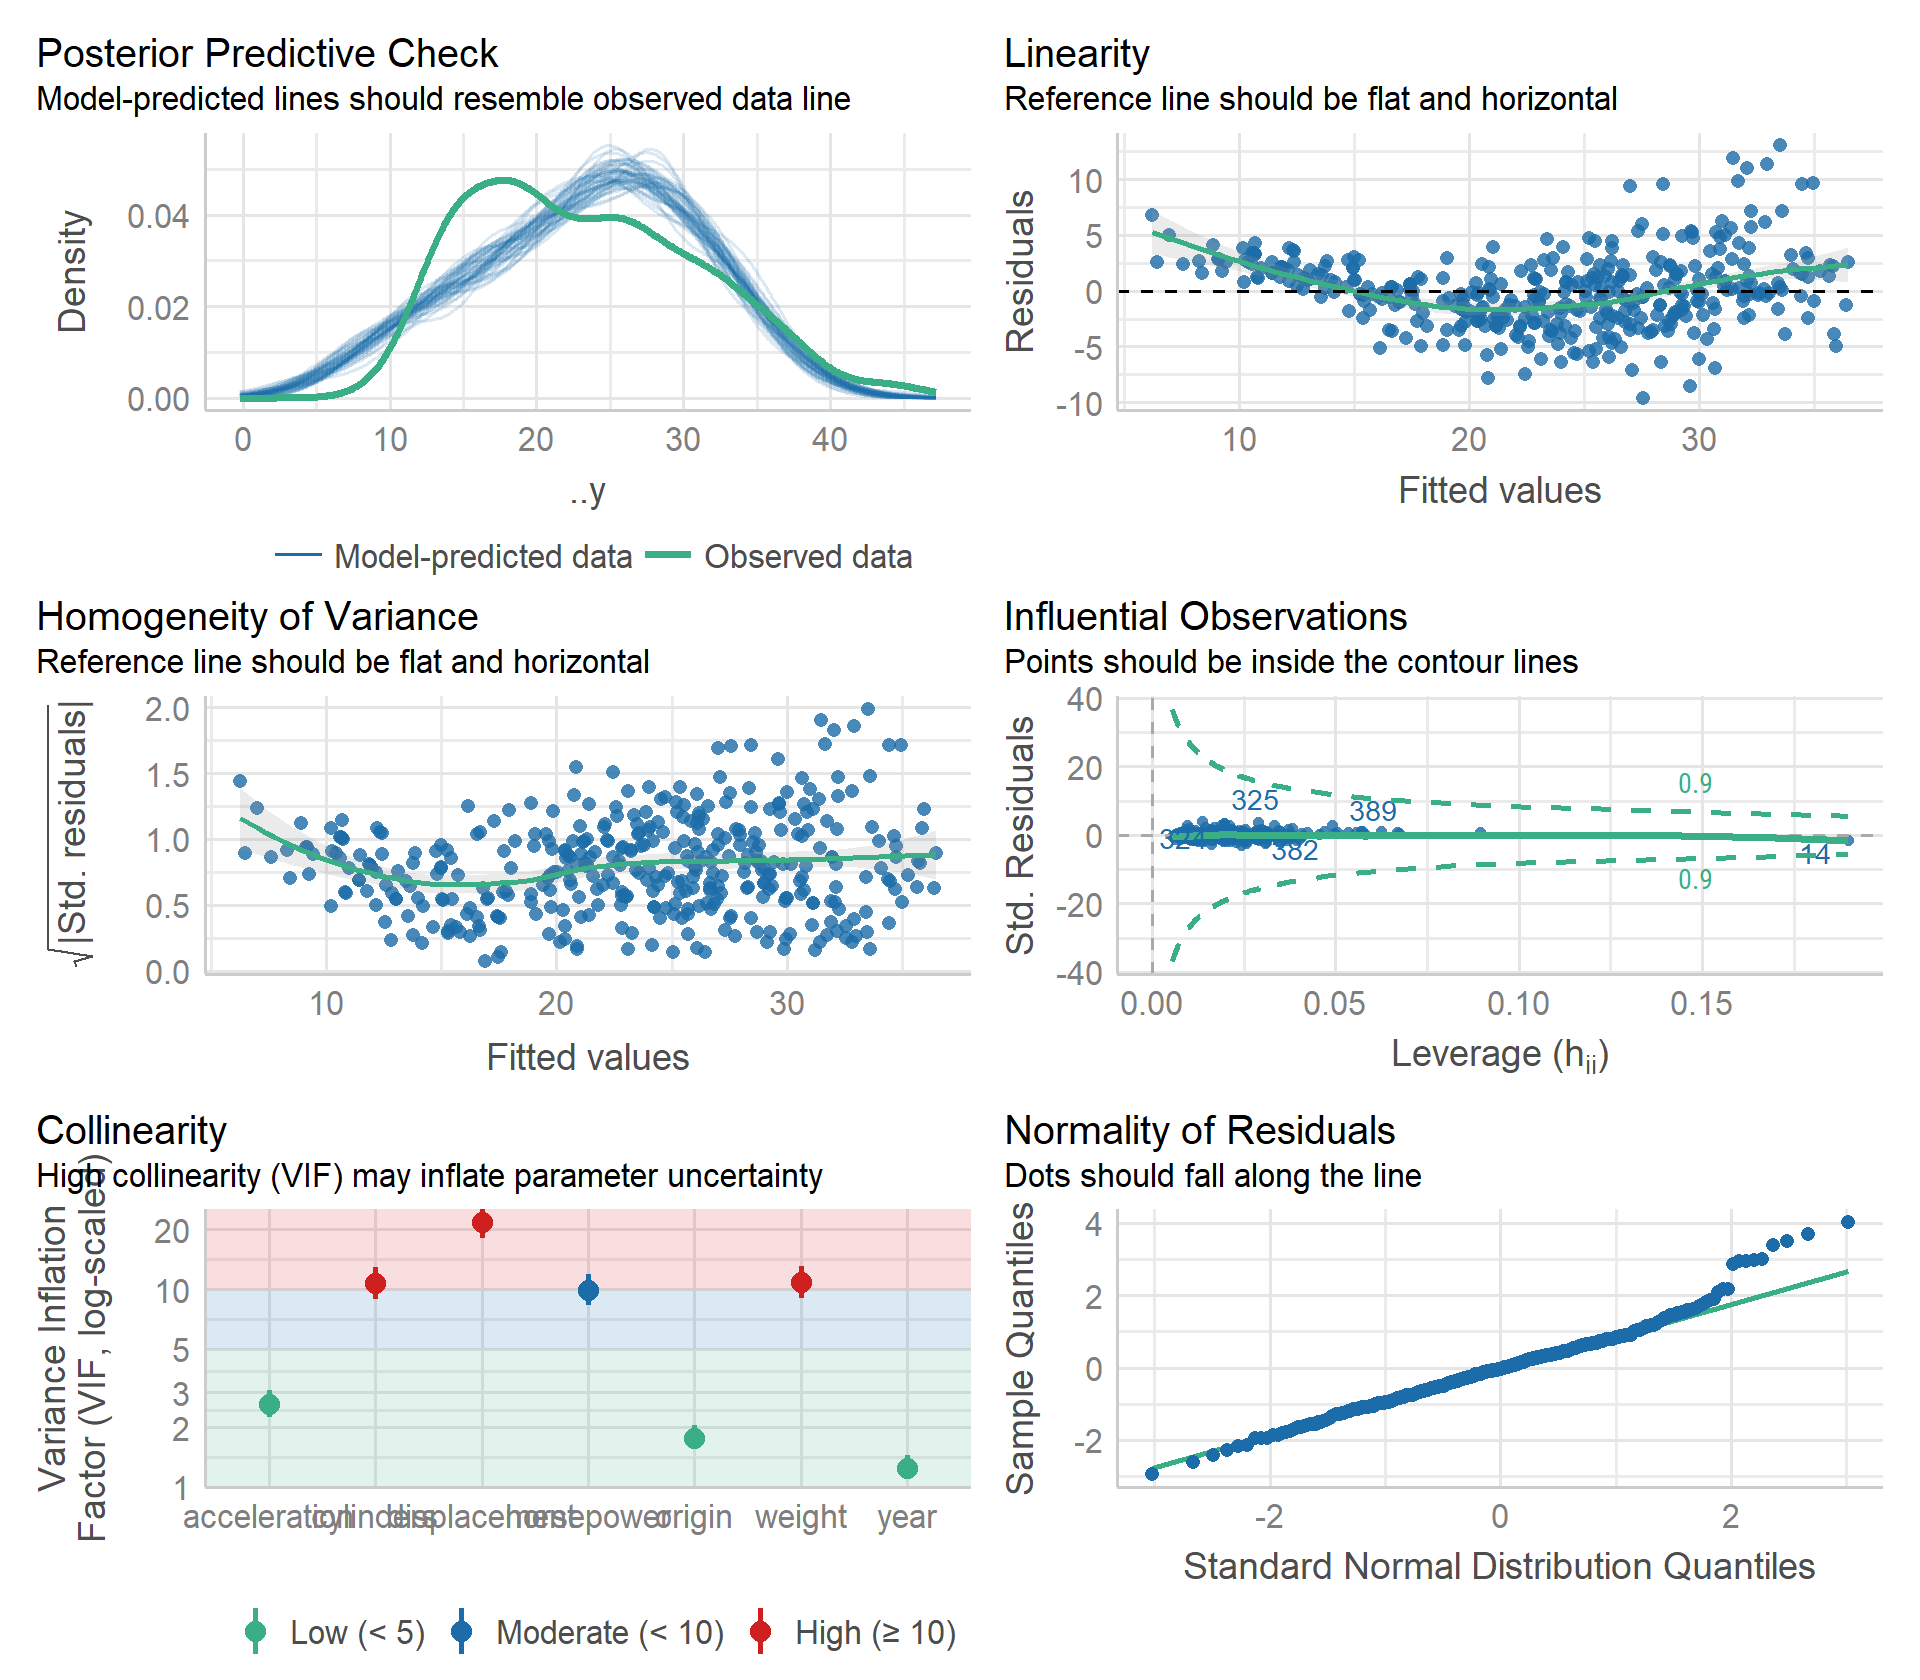 Posterior Predictive Check
Model-predicted lines should resemble observed data line
Density
0.04
0.02
0.00
0 10 20 30 40
..y
Model-predicted data Observed data
Linearity
Reference line should be flat and horizontal
Residuals
10
5
0
-5
-10
10 20 30
Fitted values
Homogeneity of Variance
Reference line should be flat and horizontal
√|Std. residuals|
2.0
1.5
1.0
0.5
0.0
10 20 30
Fitted values
Influential Observations
Points should be inside the contour lines
Std. Residuals
40
20
0
-20
-40
0.9
325
389
324
382
14
0.9
0.00 0.05 0.10 0.15
Leverage (hii)
Collinearity
High collinearity (VIF) may inflate parameter uncertainty
Variance Inflation
Factor (VIF, log-scaled)
20
10
5
3
2
1
acceleration cylinders displacement horsepower origin weight year
Low (< 5) Moderate (< 10) High (≥ 10)
Normality of Residuals
Dots should fall along the line
Sample Quantiles
4
2
0
-2
-2 0 2
Standard Normal Distribution Quantiles